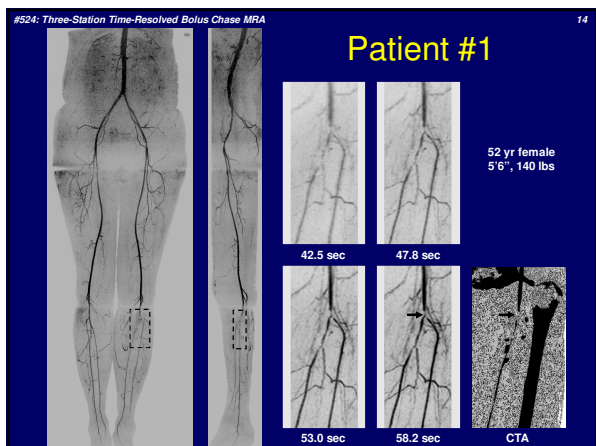 #524: Three-Station Time-Resolved Bolus Chase MRA
14
Patient #1
52 yr female
5'6”, 140 lbs
42.5 sec
47.8 sec
53.0 sec
58.2 sec
CTA